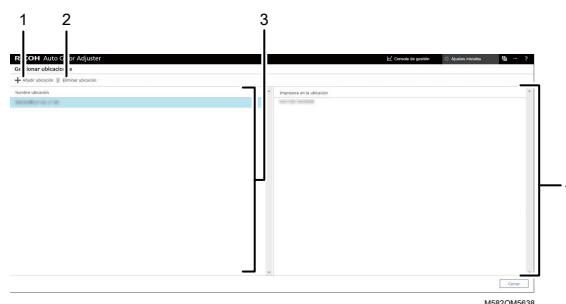 1 2 3
RICOH Auto Color Adjuster Consola de gestión Ajustes iniciales ?
Gestionar ubicaciones
Añadir ubicación Eliminar ubicación
Nombre ubicación Impresora en la ubicación
Cerrar
M582OM5638